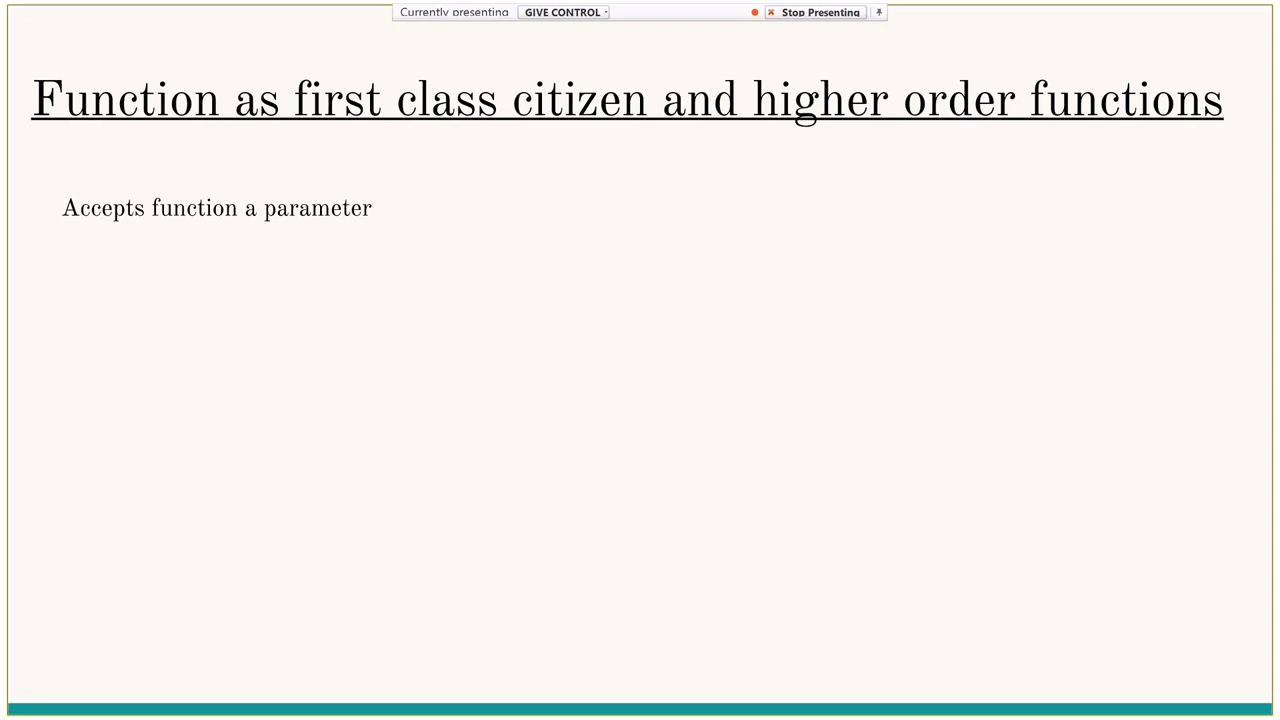 Currently presenting GIVE CONTROL Stop Presenting
Function as first class citizen and higher order functions
Accepts function a parameter